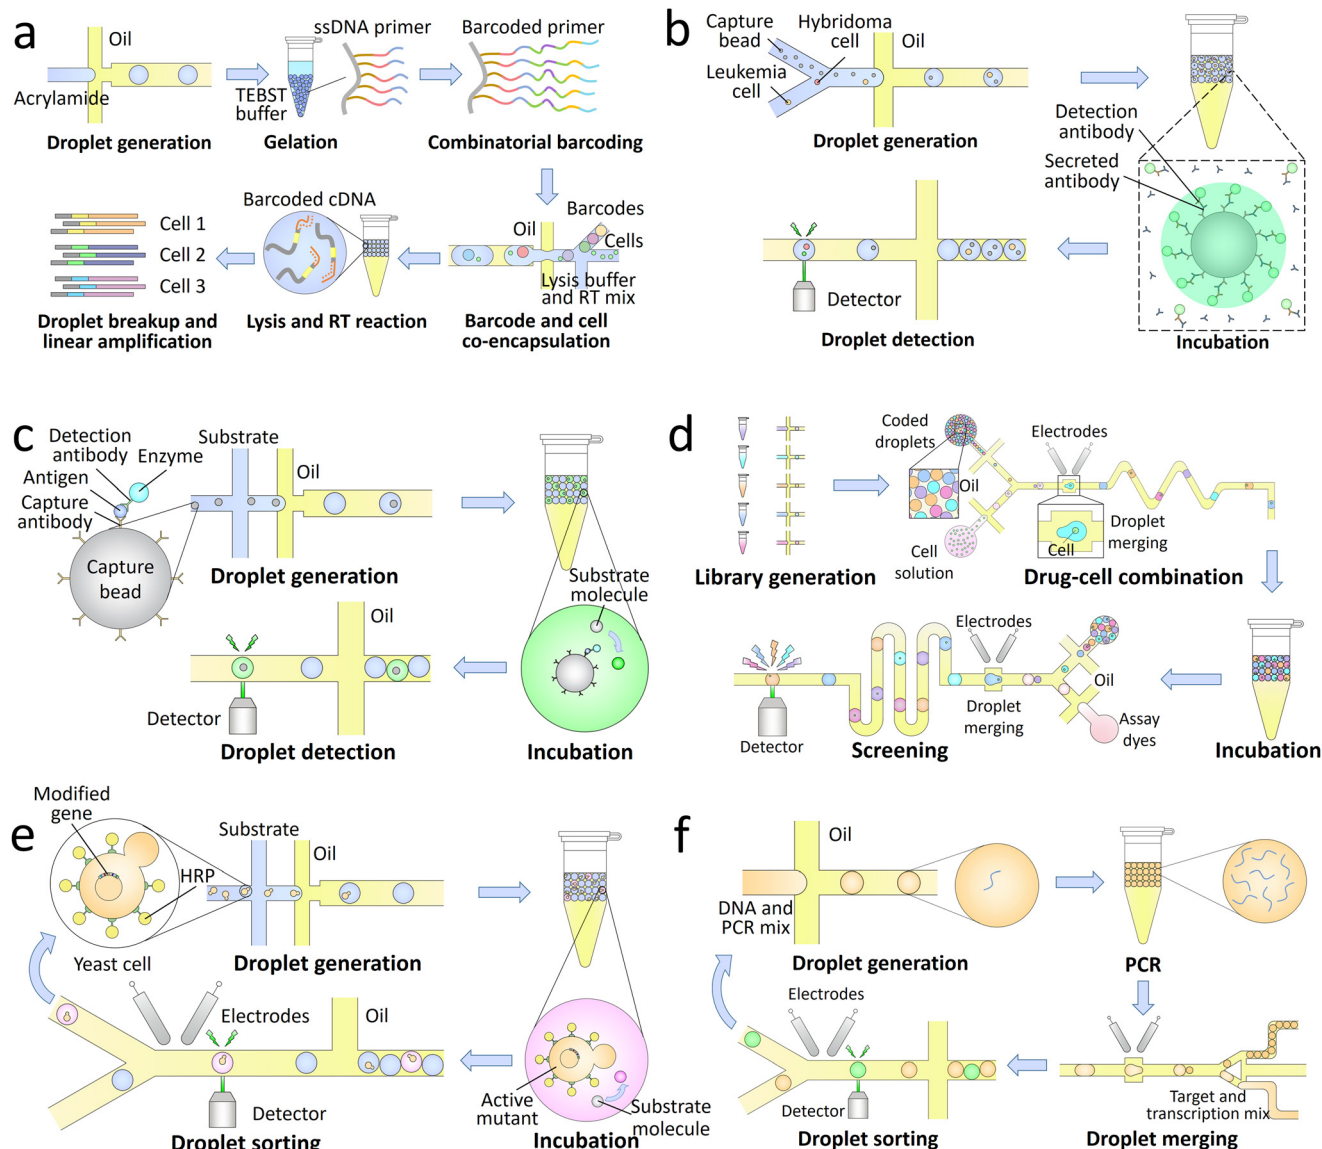 a
Oil
Acrylamide
Droplet generation
TEBST
buffer
Gelation
ssDNA primer
Barcoded primer
Combinatorial barcoding
Barcodes
Oil
Cells
Lysis buffer
and RT mix
Barcode and cell
co-encapsulation
Barcoded cDNA
Lysis and RT reaction
Cell 1
Cell 2
Cell 3
Droplet breakup and
linear amplification
b
Capture
bead
Hybridoma
cell
Oil
Leukemia
cell
Droplet generation
Detection
antibody
Secreted
antibody
Incubation
Detector
Droplet detection
c
Detection
antibody
Enzyme
Antigen
Capture
antibody
Capture
bead
Substrate
Oil
Droplet generation
Substrate
molecule
Incubation
Oil
Detector
Droplet detection
d
Library generation
Coded
droplets
Oil
Cell
solution
Electrodes
Cell
Droplet
merging
Drug-cell combination
Incubation
Electrodes
Oil
Assay
dyes
Droplet
merging
Screening
Detector
e
Modified
gene
HRP
Yeast cell
Substrate
Oil
Droplet generation
Active
mutant
Substrate
molecule
Incubation
Electrodes
Oil
Detector
Droplet sorting
f
Oil
DNA and
PCR mix
Droplet generation
PCR
Target and
transcription mix
Droplet merging
Electrodes
Detector
Droplet sorting